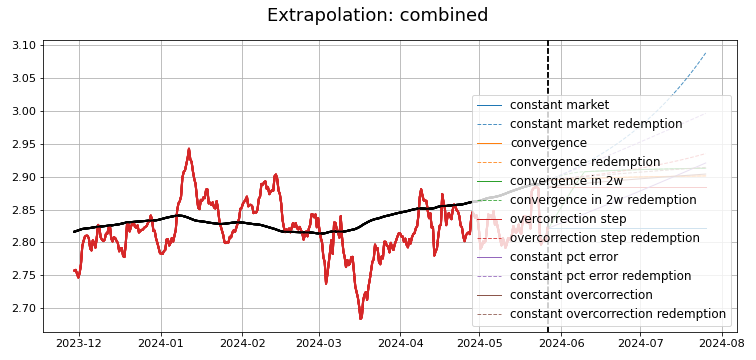 Extrapolation: combined
3.10
3.05
3.00
2.95
2.90
2.85
2.80
2.75
2.70
constant market
constant market redemption
convergence
convergence redemption
convergence in 2w
convergence in 2w redemption
overcorrection step
overcorrection step redemption
constant pct error
constant pct error redemption
constant overcorrection
constant overcorrection redemption
2023-12 2024-01 2024-02 2024-03 2024-04 2024-05 2024-06 2024-07 2024-08